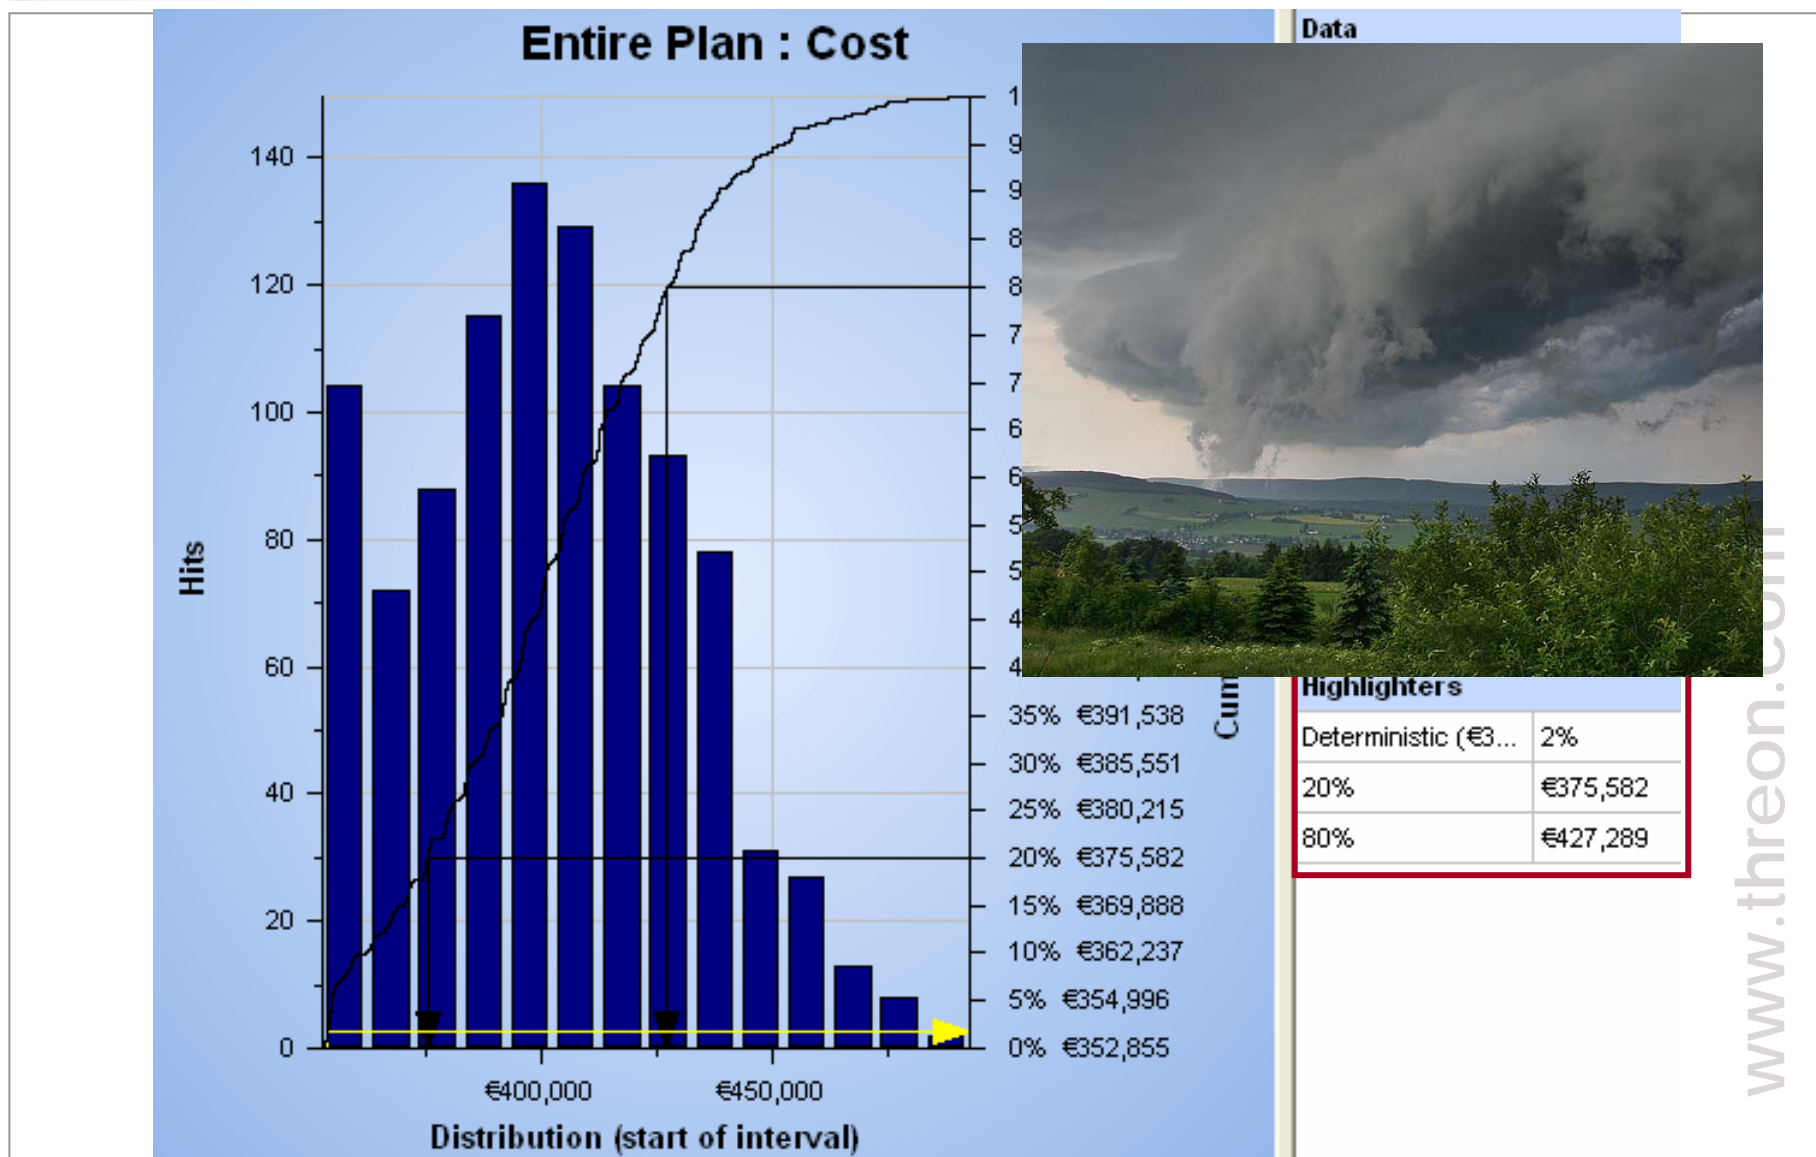 Entire Plan : Cost
Data
140
120
100
80
60
40
20
0
Hits
€400,000
€450,000
Distribution (start of interval)
35% €391,538
30% €385,551
25% €380,215
20% €375,582
15% €369,888
10% €362,237
5% €354,996
0% €352,855
Highlighters
Deterministic (€3... 2%
20% €375,582
80% €427,289
www.threon.com